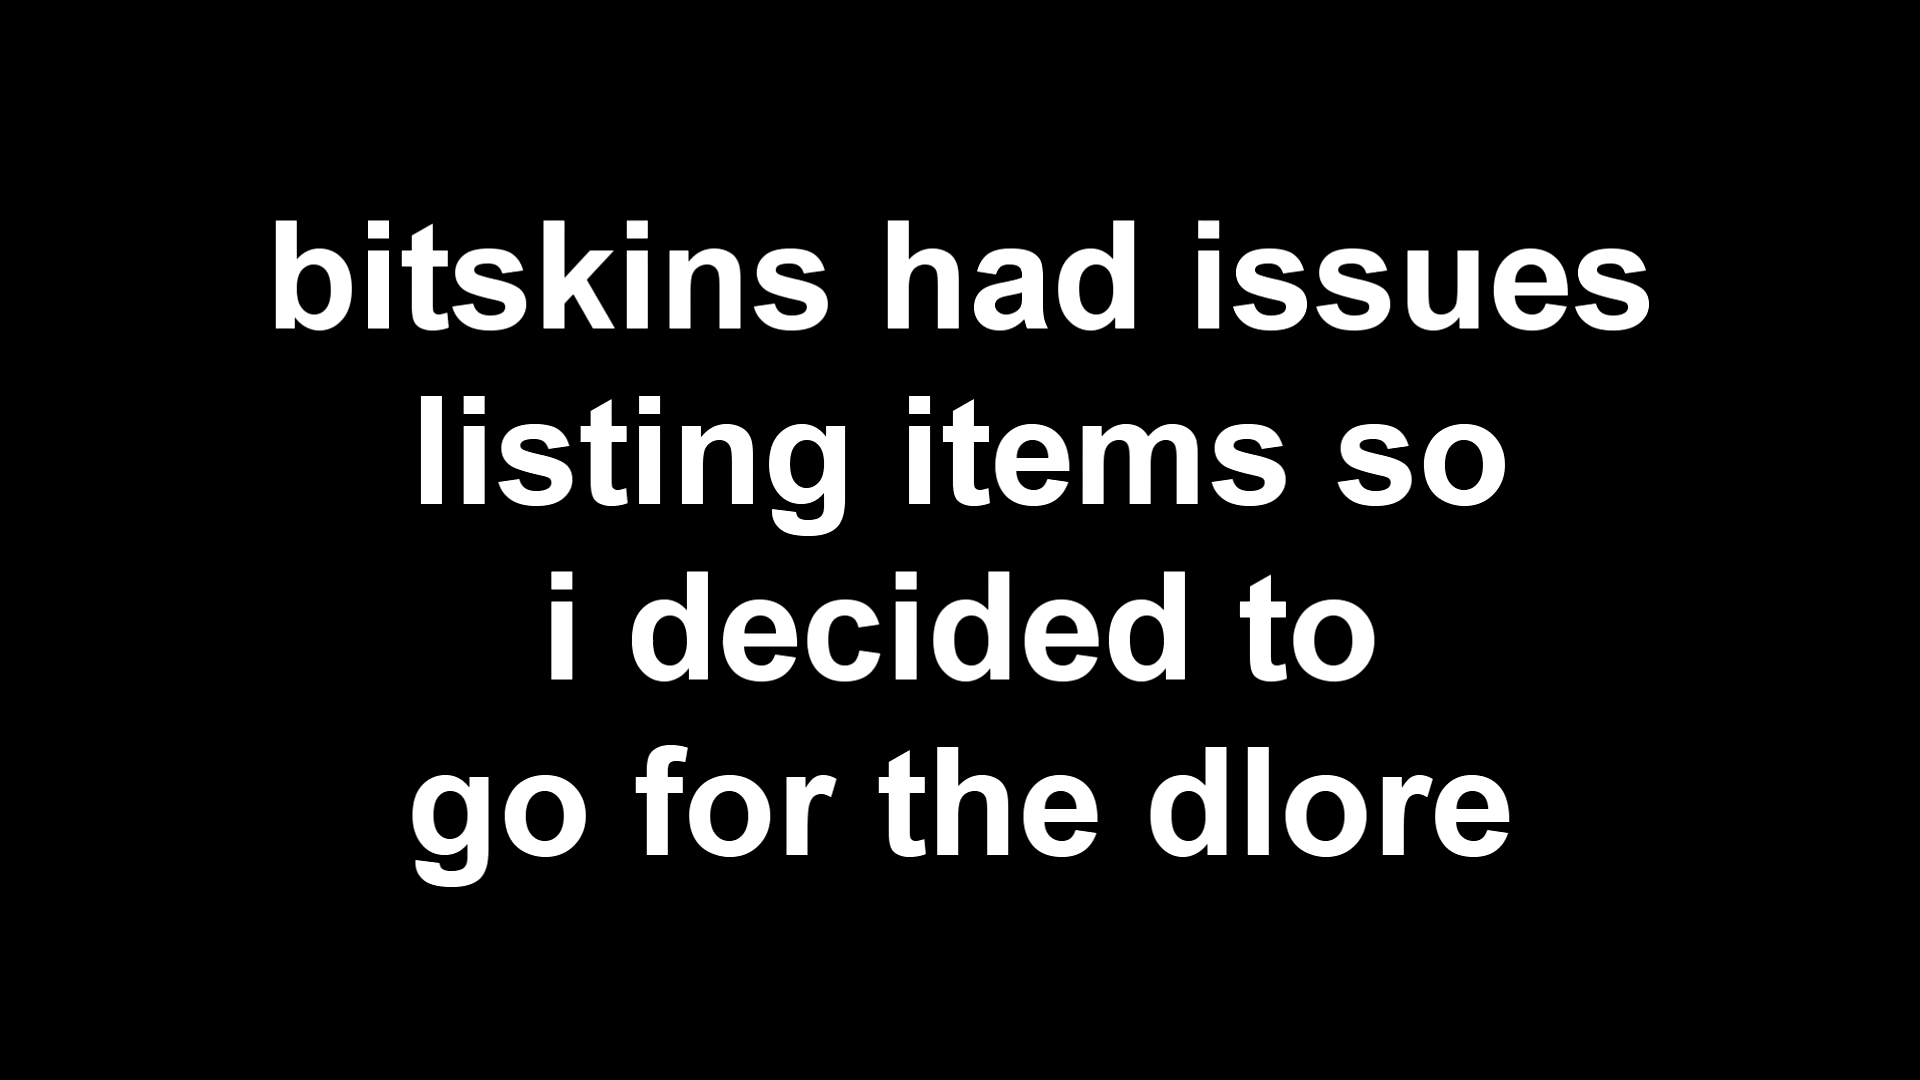 bitskins had issues
listing items so
i decided to
go for the dlore